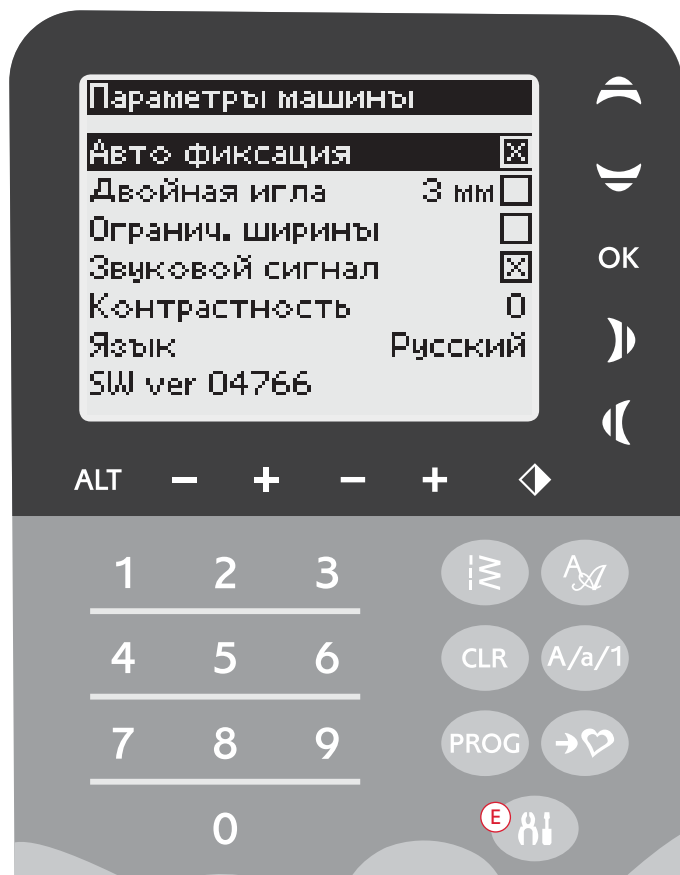 Параметры машины
Авто фиксация
Двойная игла 3 мм
Огранич. ширины
Звуковой сигнал
Контрастность 0
Язык Русский
SW ver 04766
OK
ALT - + - +
1 2 3
4 5 6 CLR A/a/1
7 8 9 PROG
E
0